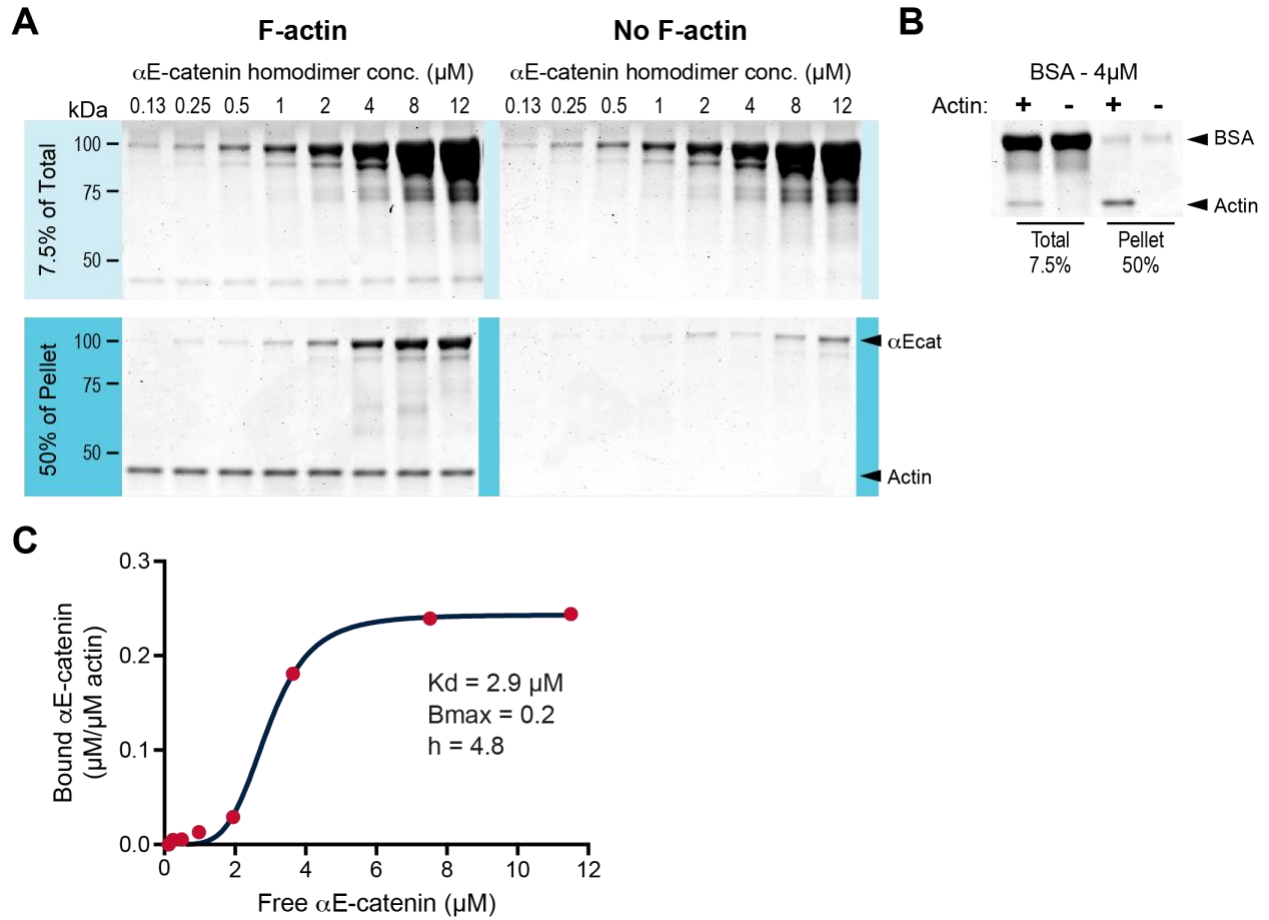 A
F-actin
No F-actin
αE-catenin homodimer conc. (µM)
αE-catenin homodimer conc. (µM)
kDa
0.13 0.25 0.5 1 2 4 8 12
0.13 0.25 0.5 1 2 4 8 12
7.5% of Total
100
75
50
50% of Pellet
100
75
50
αEcat
Actin
B
BSA - 4µM
Actin: + - + -
BSA
Actin
Total
7.5%
Pellet
50%
C
Bound αE-catenin
(µM/µM actin)
0.3
0.2
0.1
0.0
Kd = 2.9 µM
Bmax = 0.2
h = 4.8
0 2 4 6 8 10 12
Free αE-catenin (µM)